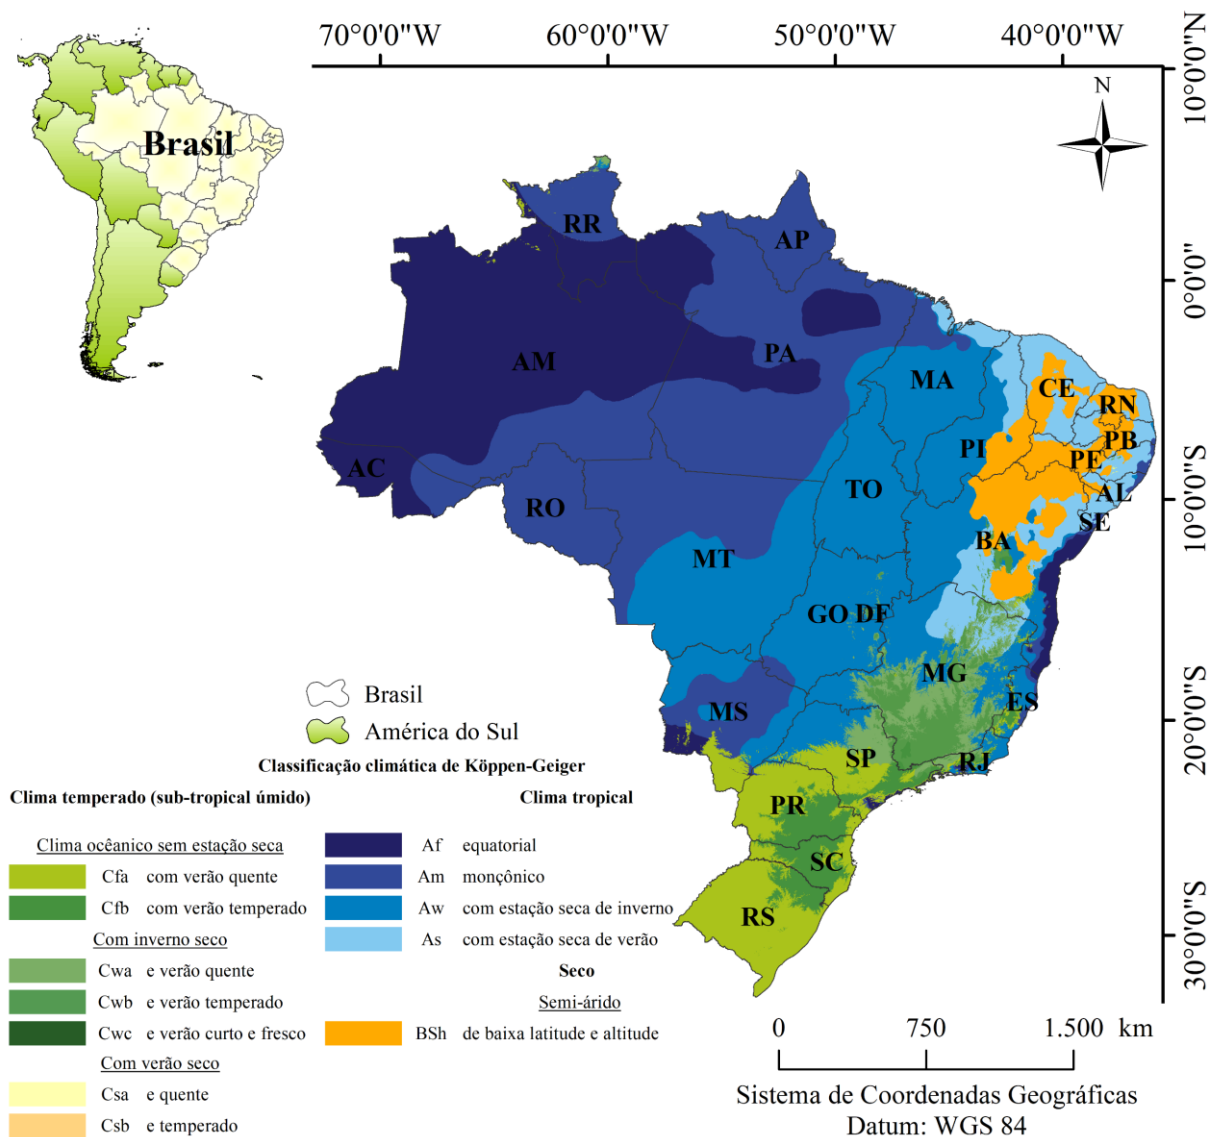 70°0'0"W 60°0'0"W 50°0'0"W 40°0'0"W
10°0'0"N
0°0'0"
10°0'0"S
20°0'0"S
30°0'0"S
N
Brasil
RR
AP
AM
PA
MA
CE
RN
PB
PI
PE
AC
TO
AL
RO
SE
BA
MT
GO DF
MG
ES
MS
SP
RJ
PR
SC
RS
Brasil
América do Sul
Classificação climática de Köppen-Geiger
Clima temperado (sub-tropical úmido)
Clima ocêanico sem estação seca
Cfa com verão quente
Cfb com verão temperado
Com inverno seco
Cwa e verão quente
Cwb e verão temperado
Cwc e verão curto e fresco
Com verão seco
Csa e quente
Csb e temperado
Clima tropical
Af equatorial
Am monçônico
Aw com estação seca de inverno
As com estação seca de verão
Seco
Semi-árido
BSh de baixa latitude e altitude
0 750 1.500 km
Sistema de Coordenadas Geográficas
Datum: WGS 84